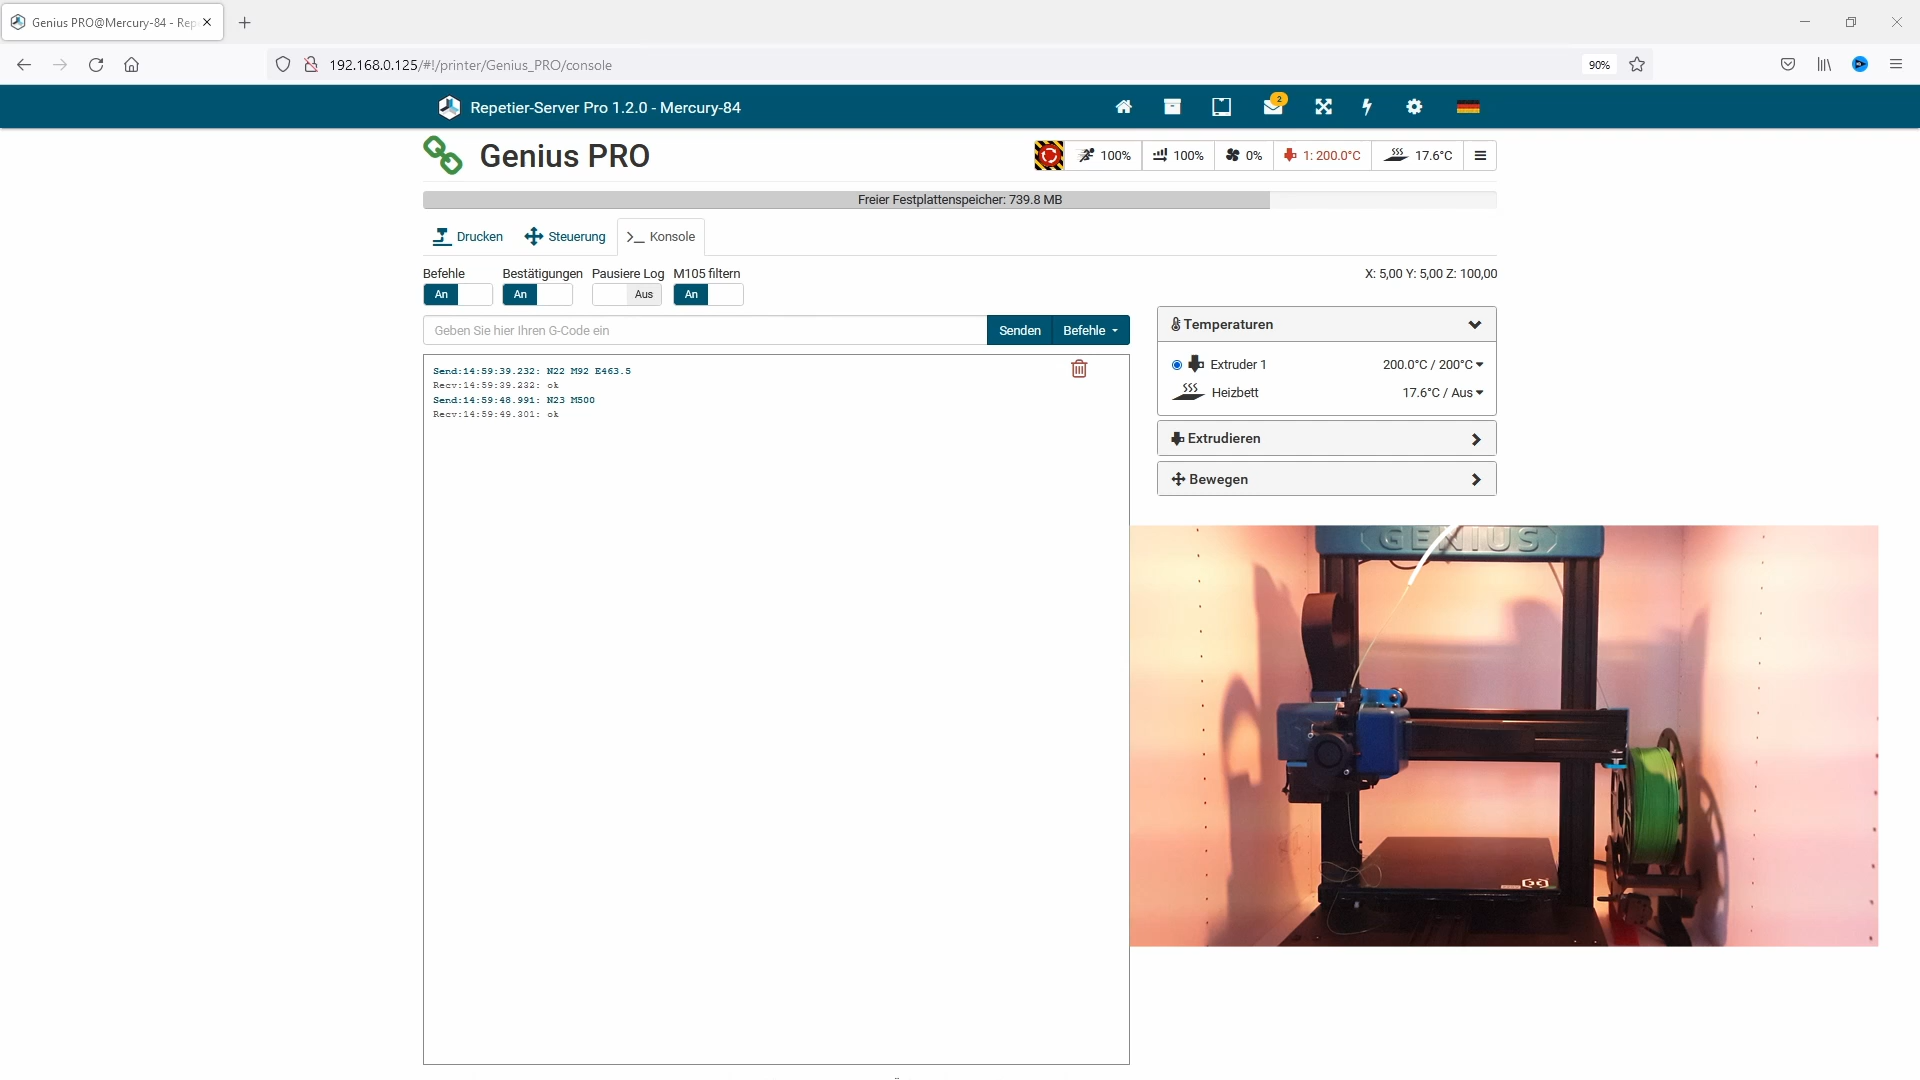 Genius PRO@Mercury-84 - Rep
192.168.0.125/#!/printer/Genius_PRO/console
90%
Repetier-Server Pro 1.2.0 - Mercury-84
2
Genius PRO
100%
100%
0%
1: 200.0°C
17.6°C
Freier Festplattenspeicher: 739.8 MB
Drucken
Steuerung
Konsole
Befehle
Bestätigungen
Pausiere Log
M105 filtern
X: 5,00 Y: 5,00 Z: 100,00
An
An
Aus
An
Geben Sie hier Ihren G-Code ein
Senden
Befehle
Temperaturen
Extruder 1
200.0°C / 200°C
Heizbett
17.6°C / Aus
Extrudieren
Bewegen
Send:14:59:39.232: N22 M92 E463.5
Recv:14:59:39.232: ok
Send:14:59:48.991: N23 M500
Recv:14:59:49.301: ok
GENIUS